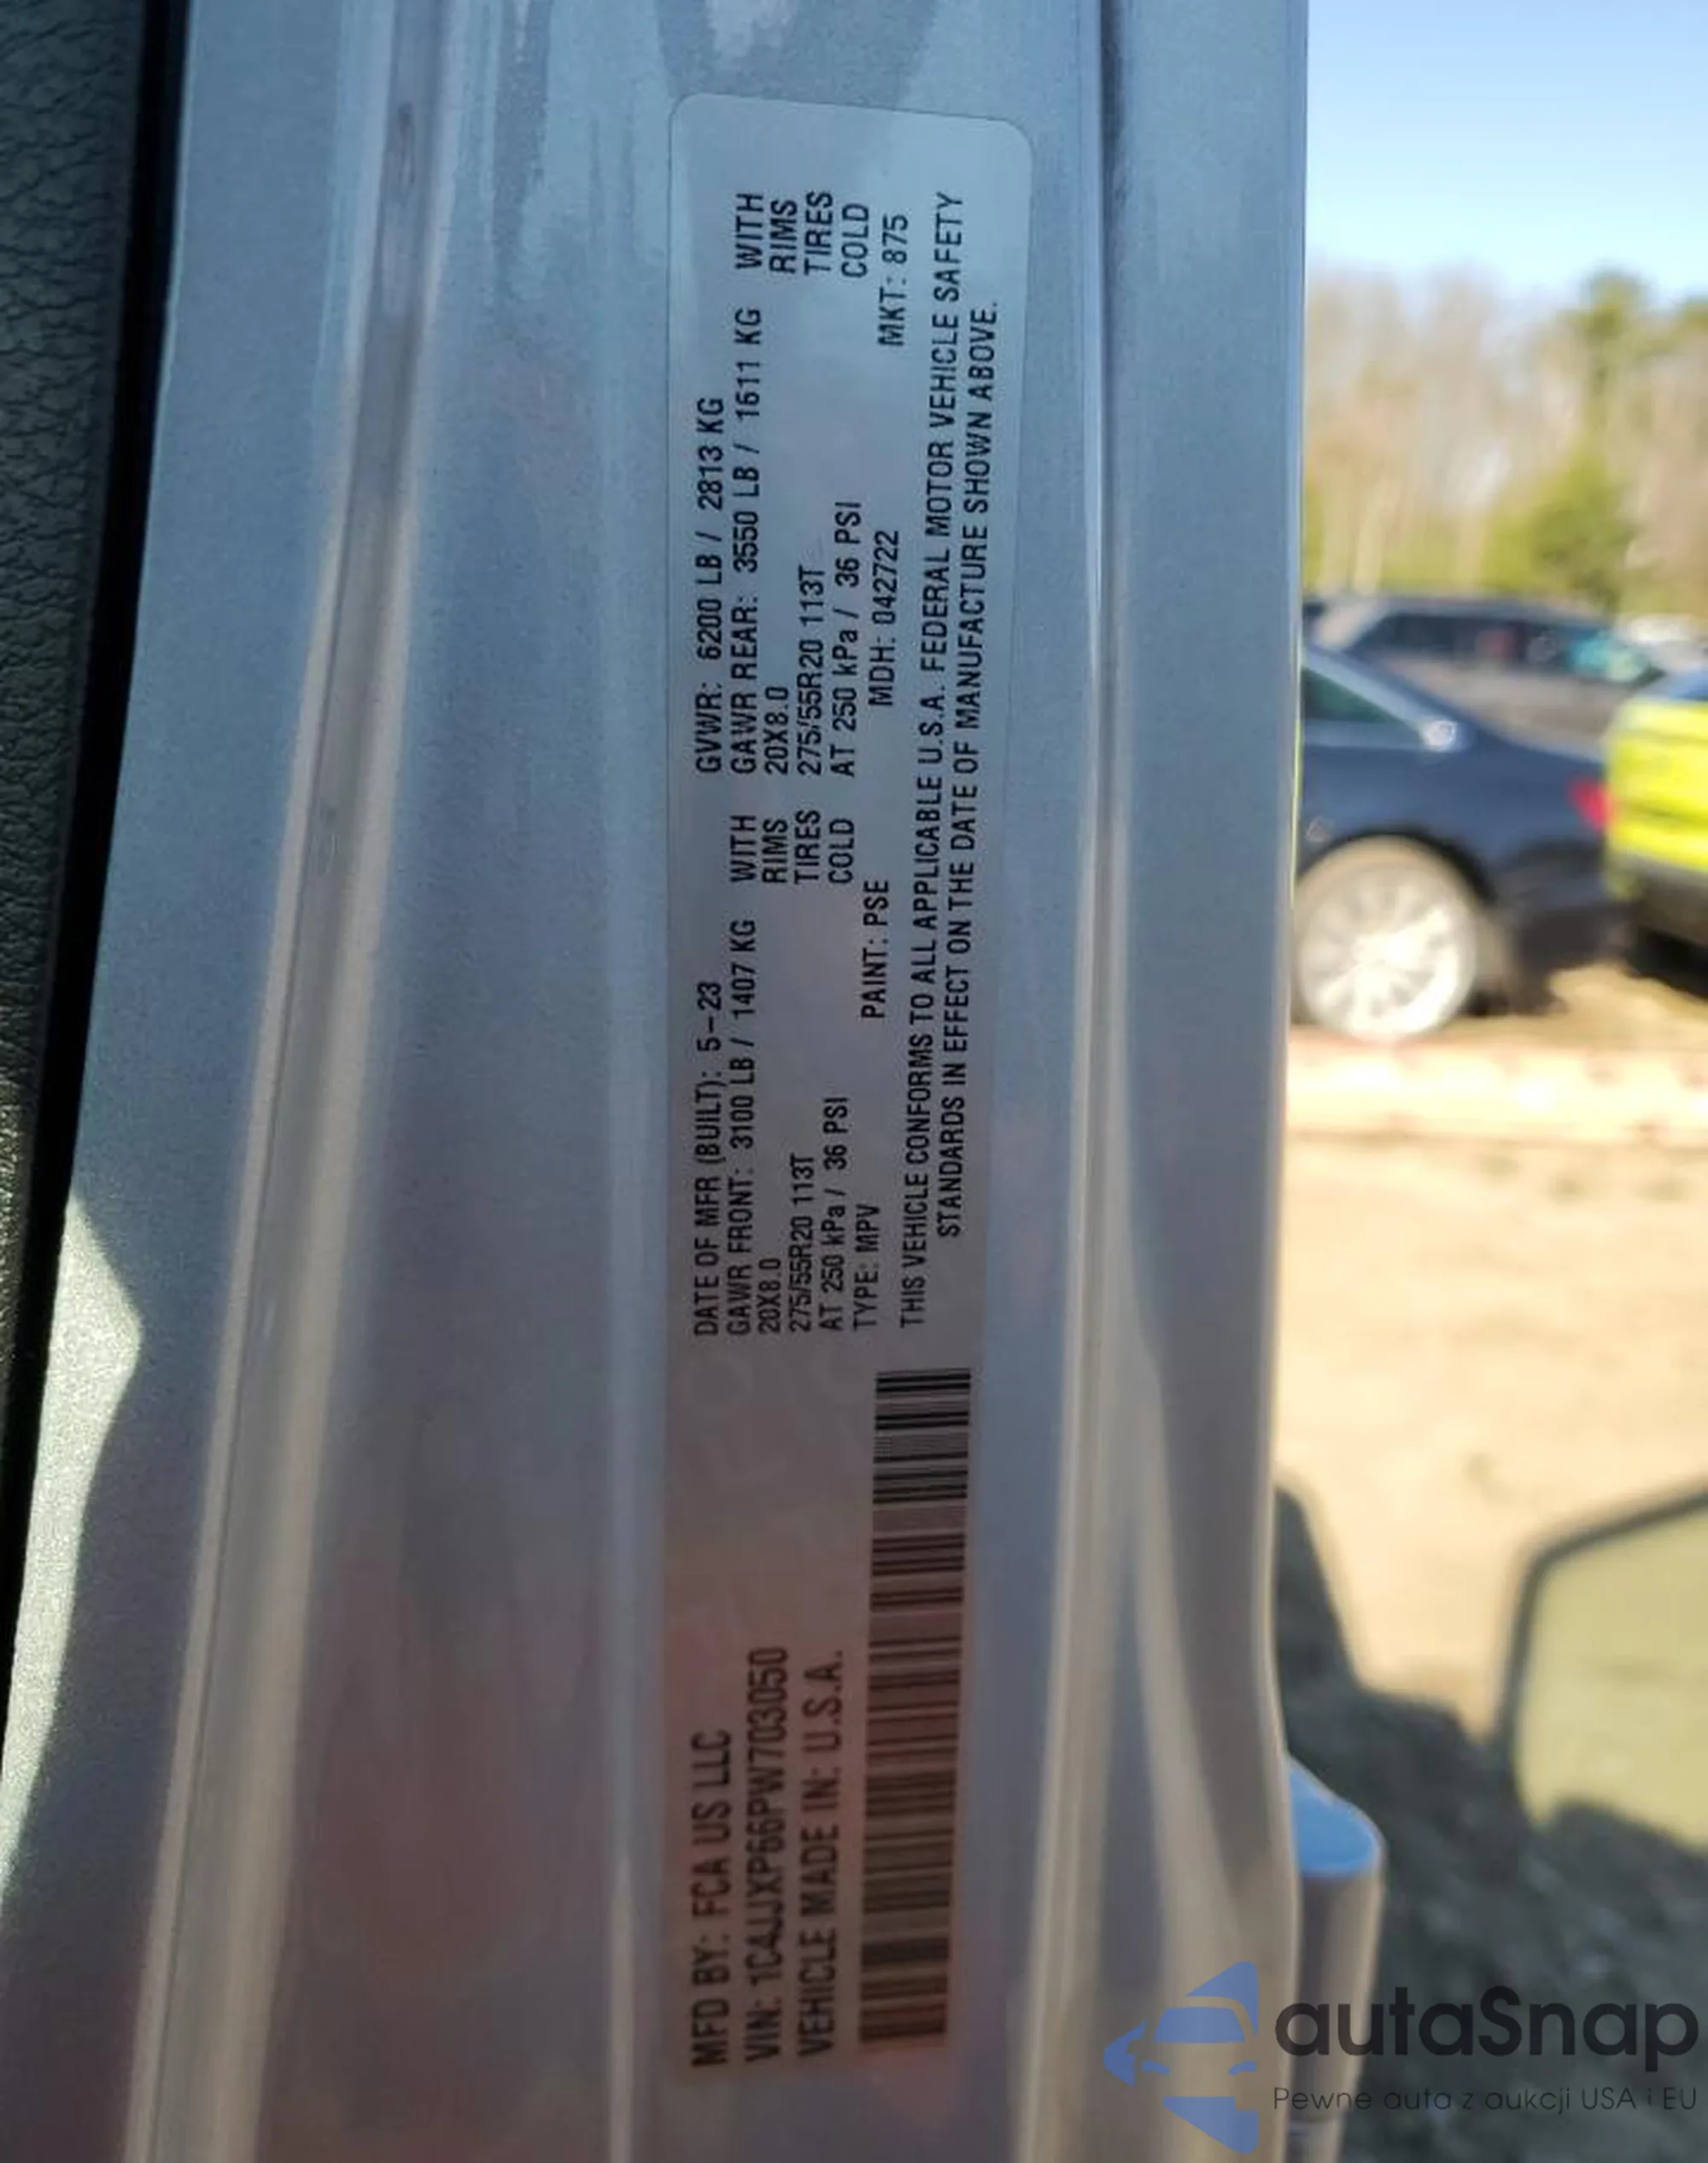 MFD BY: FCA US LLC
VIN: 1C4JJXP66PW703050
VEHICLE MADE IN: U.S.A.
DATE OF MFR (BUILT): 5-23 GVWR: 6200 LB / 2813 KG
GAWR FRONT: 3100 LB / 1407 KG WITH GAWR REAR: 3550 LB / 1611 KG WITH
20X8.0 RIMS 20X8.0 RIMS
275/55R20 113T TIRES 275/55R20 113T TIRES
AT 250 kPa / 36 PSI COLD AT 250 kPa / 36 PSI COLD
TYPE: MPV PAINT: PSE MDH: 042722 MKT: 875
THIS VEHICLE CONFORMS TO ALL APPLICABLE U.S.A. FEDERAL MOTOR VEHICLE SAFETY
STANDARDS IN EFFECT ON THE DATE OF MANUFACTURE SHOWN ABOVE.
autaSnap
Pewne auta z aukcji USA i EU